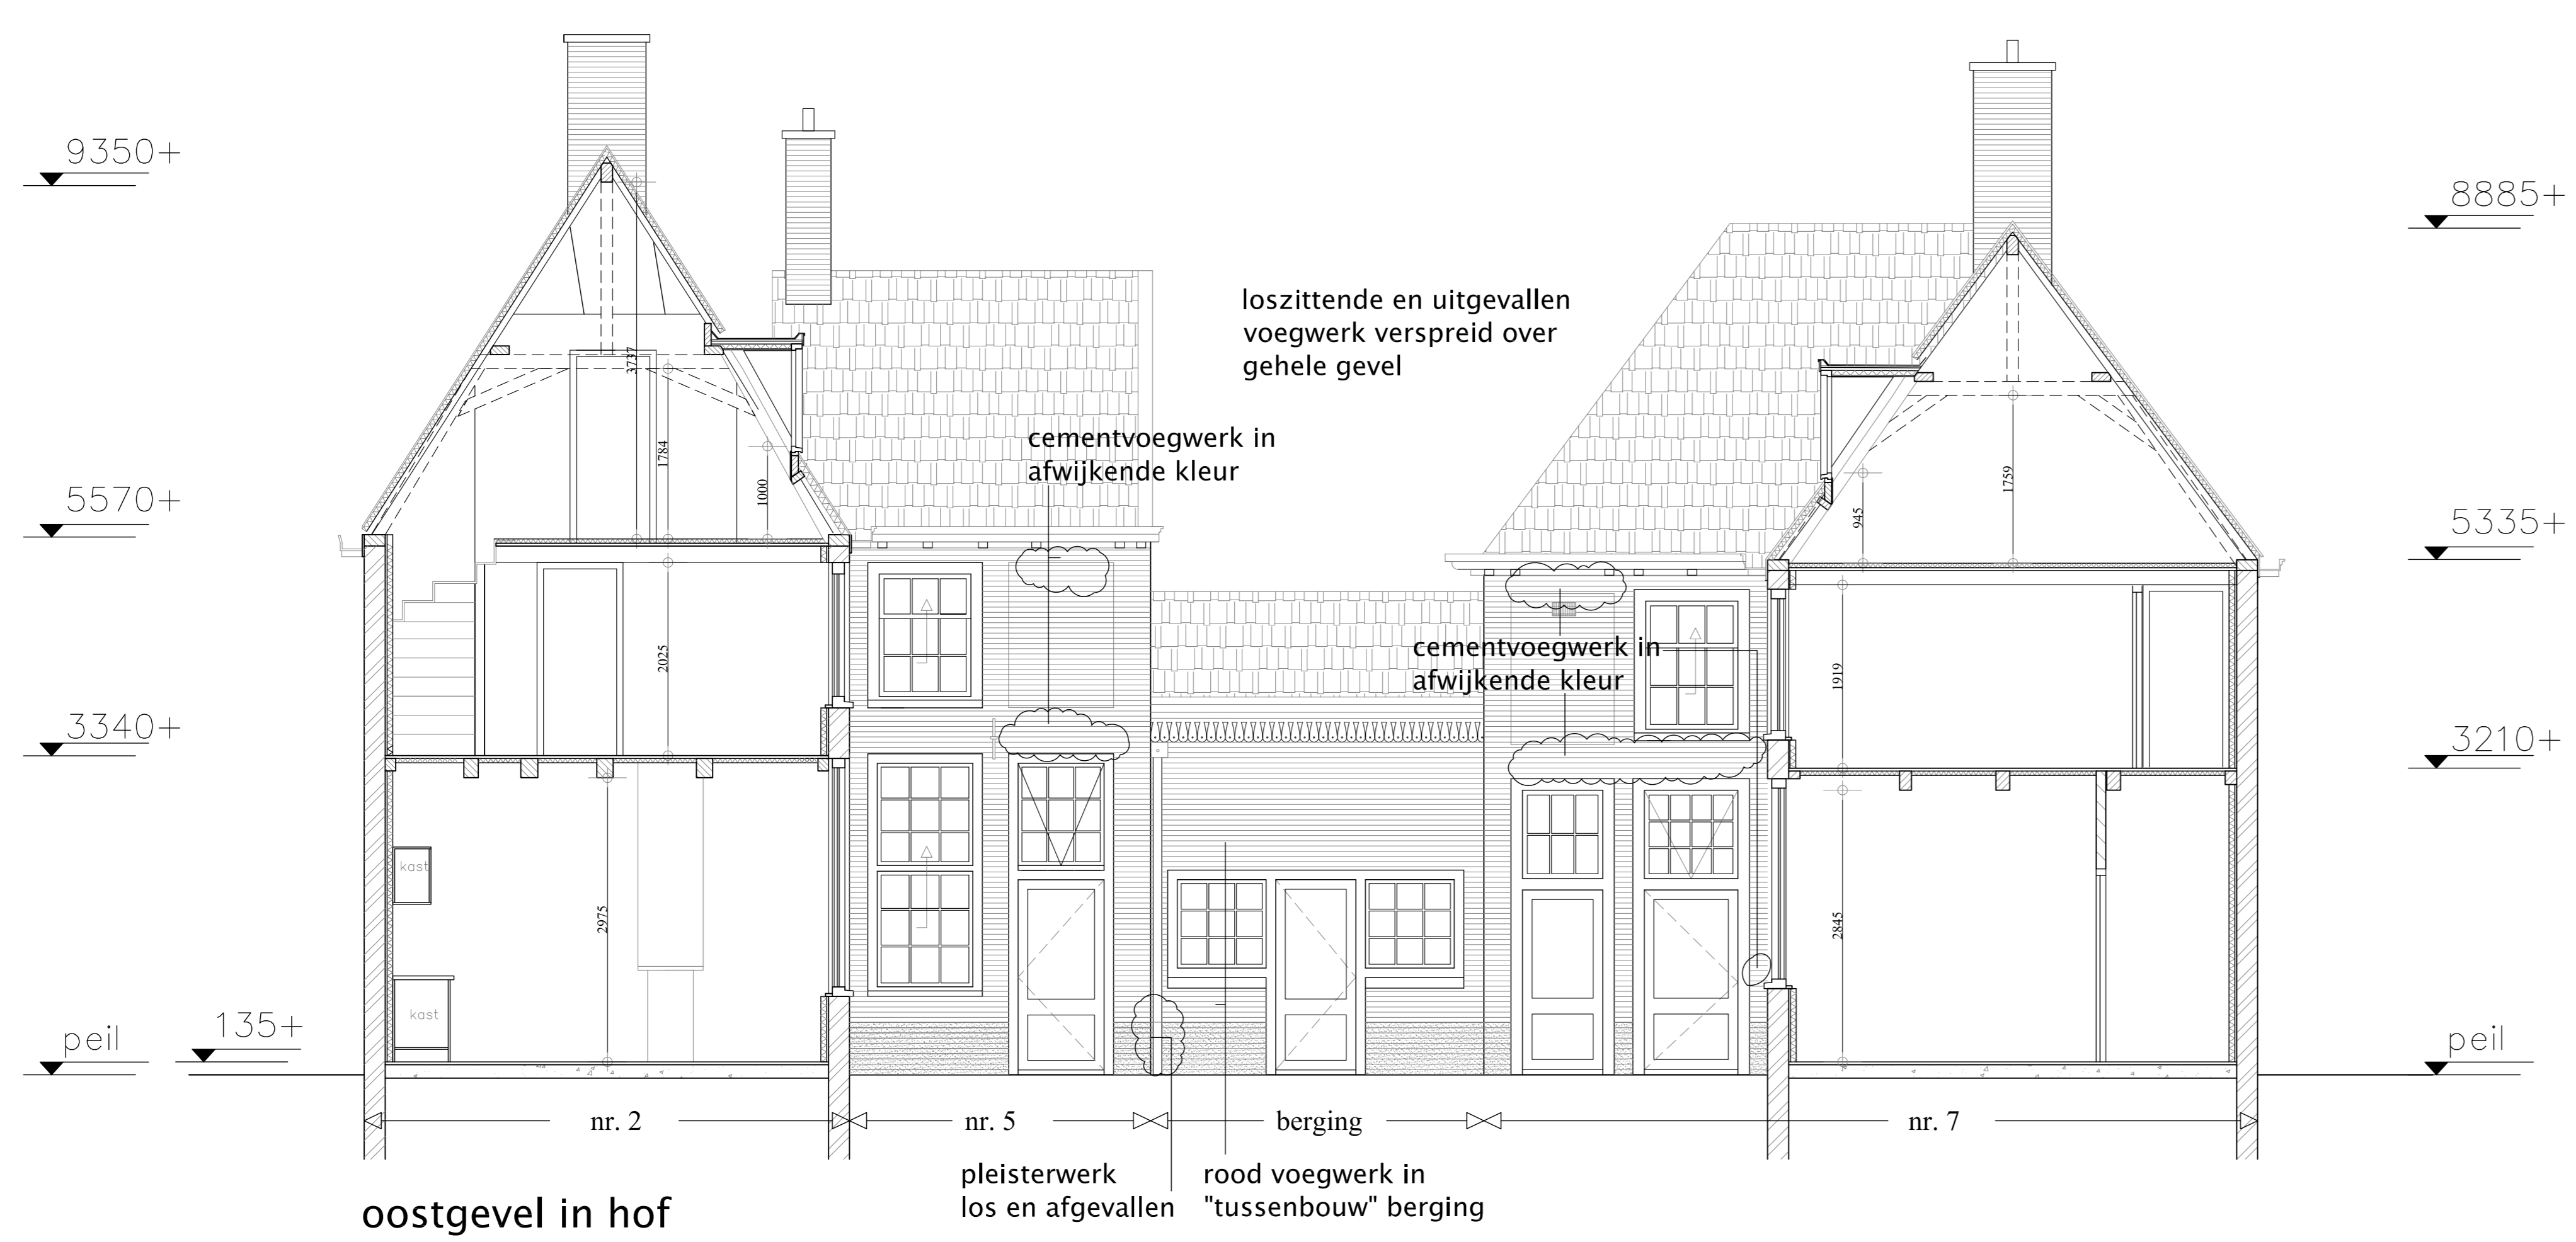 9350+
8885+
loszittende en uitgevallen
voegwerk verspreid over
gehele gevel
3737
cementvoegwerk in
afwijkende kleur
1784
1000
1759
945
5570+
5335+
cementvoegwerk in
afwijkende kleur
2025
1919
3340+
3210+
kast
2975
2845
kast
peil
135+
peil
nr. 2
nr. 5
berging
nr. 7
pleisterwerk
los en afgevallen
rood voegwerk in
"tussenbouw" berging
oostgevel in hof